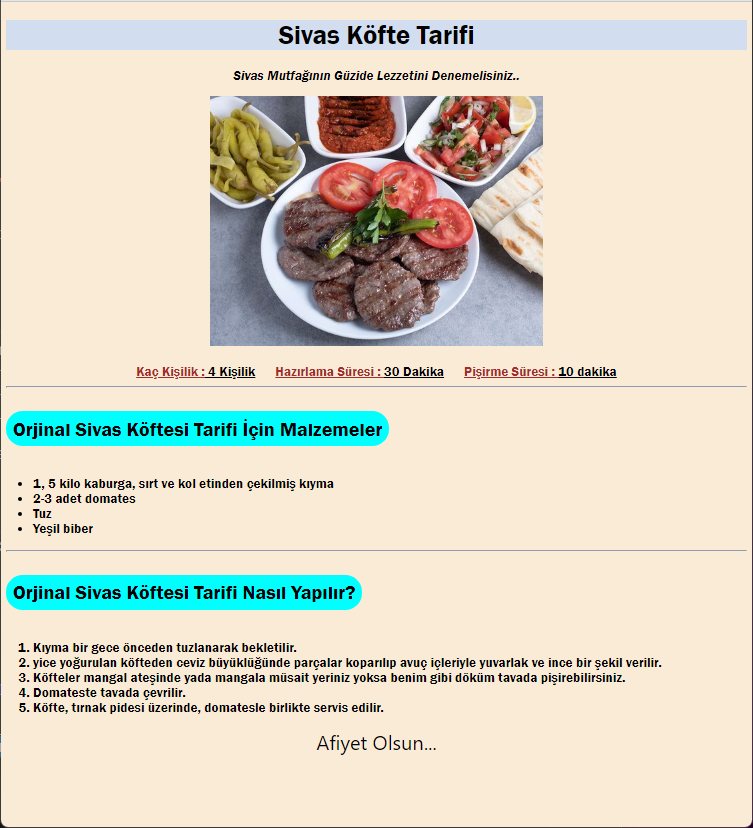 Sivas Köfte Tarifi
Sivas Mutfağının Güzide Lezzetini Denemelisiniz..
Kaç Kişilik : 4 Kişilik Hazırlama Süresi : 30 Dakika Pişirme Süresi : 10 dakika
Orjinal Sivas Köftesi Tarifi İçin Malzemeler
• 1, 5 kilo kaburga, sırt ve kol etinden çekilmiş kıyma
• 2-3 adet domates
• Tuz
• Yeşil biber
Orjinal Sivas Köftesi Tarifi Nasıl Yapılır?
1. Kıyma bir gece önceden tuzlanarak bekletilir.
2. yice yoğurulan köfteden ceviz büyüklüğünde parçalar koparılıp avuç içleriyle yuvarlak ve ince bir şekil verilir.
3. Köfteler mangal ateşinde yada mangala müsait yeriniz yoksa benim gibi döküm tavada pişirebilirsiniz.
4. Domateste tavada çevrilir.
5. Köfte, tırnak pidesi üzerinde, domatesle birlikte servis edilir.
Afiyet Olsun...